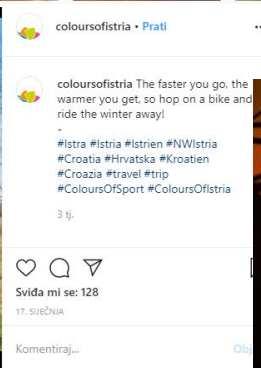 coloursofistria • Prati
coloursofistria The faster you go, the
warmer you get, so hop on a bike and
ride the winter away!
-
#Istra #Istria #Istrien #NWIstria
#Croatia #Hrvatska #Kroatien
#Croazia #travel #trip
#ColoursOfSport #ColoursOfIstria
3 tj.
Sviđa mi se: 128
17. SIJEČNJA
Komentiraj...
Obj